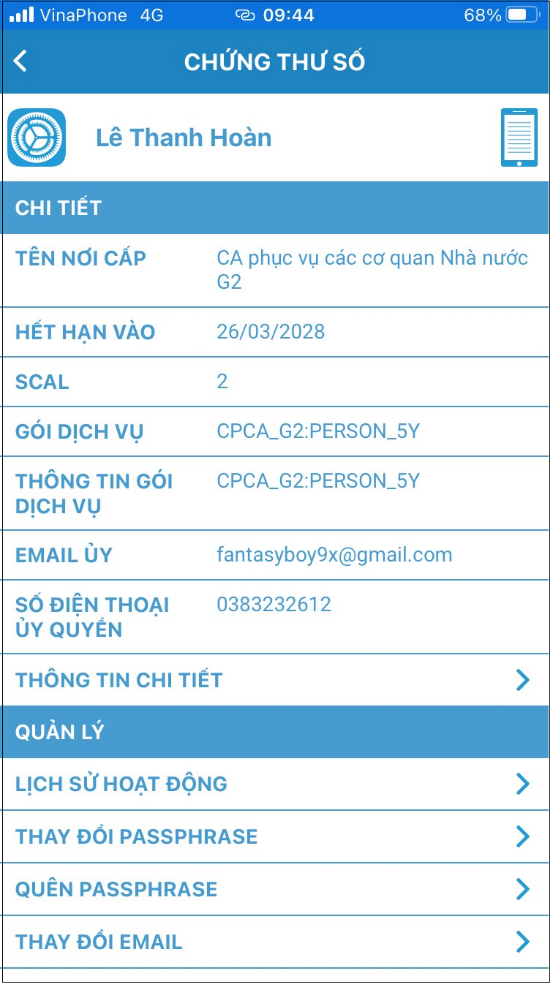 VinaPhone 4G 09:44 68%
CHỨNG THƯ SỐ
Lê Thanh Hoàn
CHI TIẾT
TÊN NƠI CẤP CA phục vụ các cơ quan Nhà nước
G2
HẾT HẠN VÀO 26/03/2028
SCAL 2
GÓI DỊCH VỤ CPCA_G2:PERSON_5Y
THÔNG TIN GÓI CPCA_G2:PERSON_5Y
DỊCH VỤ
EMAIL ỦY fantasyboy9x@gmail.com
SỐ ĐIỆN THOẠI 0383232612
ỦY QUYỀN
THÔNG TIN CHI TIẾT
QUẢN LÝ
LỊCH SỬ HOẠT ĐỘNG
THAY ĐỔI PASSPHRASE
QUÊN PASSPHRASE
THAY ĐỔI EMAIL